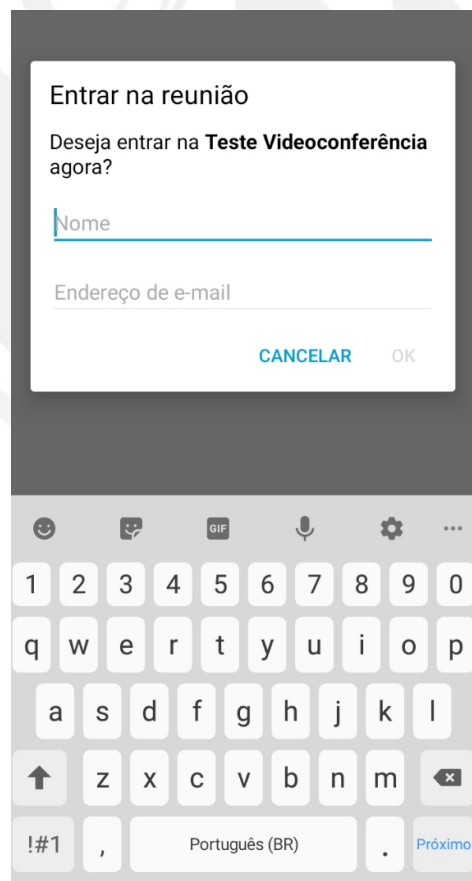 Entrar na reunião
Deseja entrar na Teste Videoconferência
agora?
Nome
Endereço de e-mail
CANCELAR OK
GIF
1 2 3 4 5 6 7 8 9 0
q w e r t y u i o p
a s d f g h j k l
z x c v b n m
!#1 , Português (BR) . Próximo